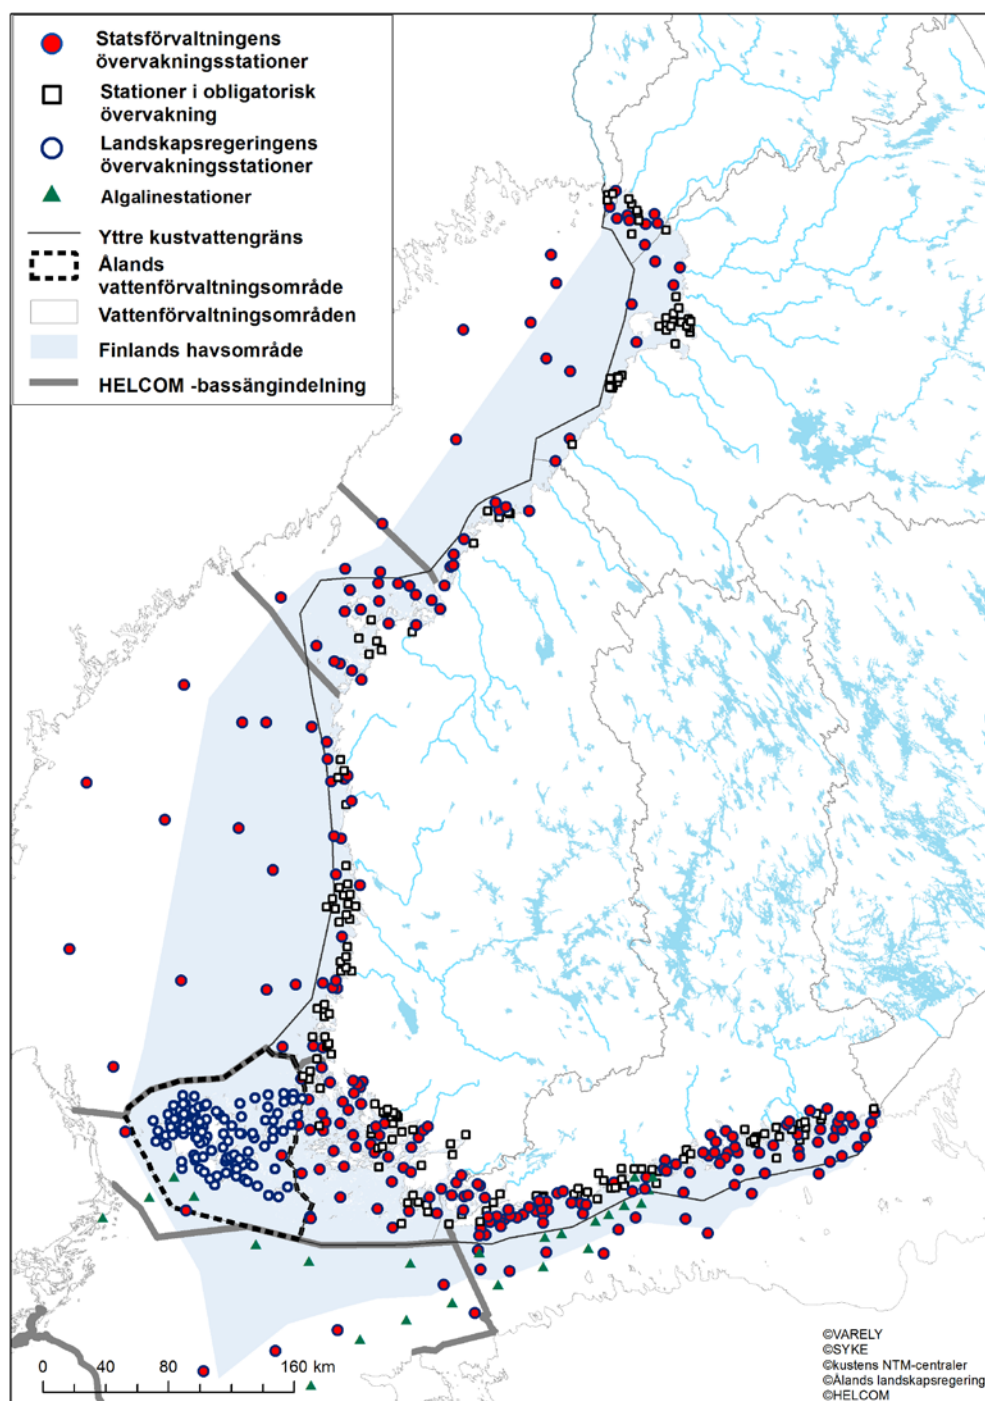 Statsförvaltningens
övervakningsstationer
Stationer i obligatorisk
övervakning
Landskapsregeringens
övervakningsstationer
Algalinestationer
Yttre kustvattengräns
Ålands
vattenförvaltningsområde
Vattenförvaltningsområden
Finlands havsområde
HELCOM -bassängindelning
0 40 80 160 km
©VARELY
©SYKE
©kustens NTM-centraler
©Ålands landskapsregering
©HELCOM